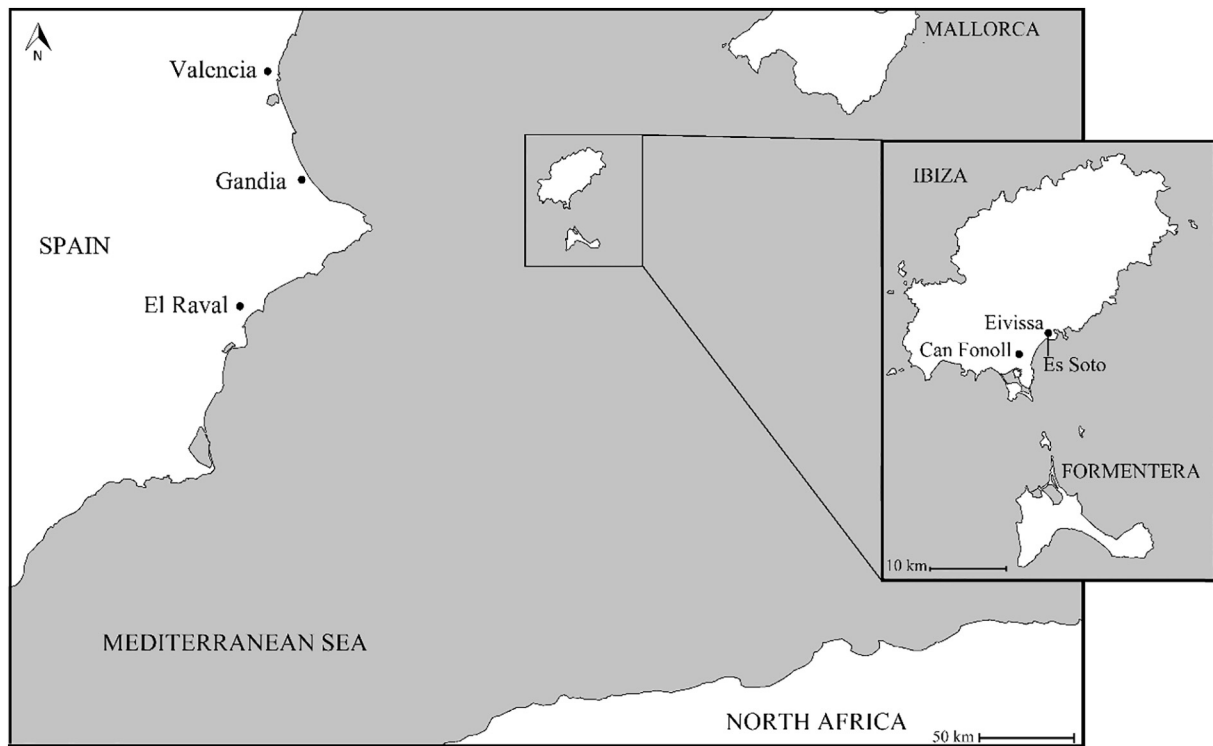 N
MALLORCA
Valencia
Gandia
IBIZA
SPAIN
El Raval
Eivissa
Can Fonoll
Es Soto
FORMENTERA
10 km
MEDITERRANEAN SEA
NORTH AFRICA
50 km